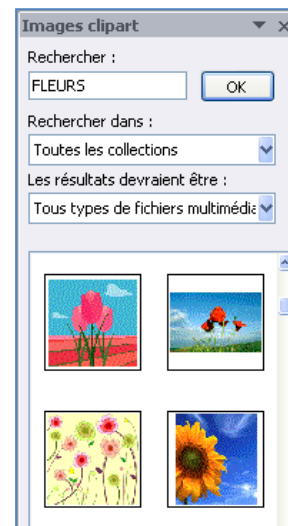 Images clipart
Rechercher :
FLEURS
OK
Rechercher dans :
Toutes les collections
Les résultats devraient être :
Tous types de fichiers multimédia